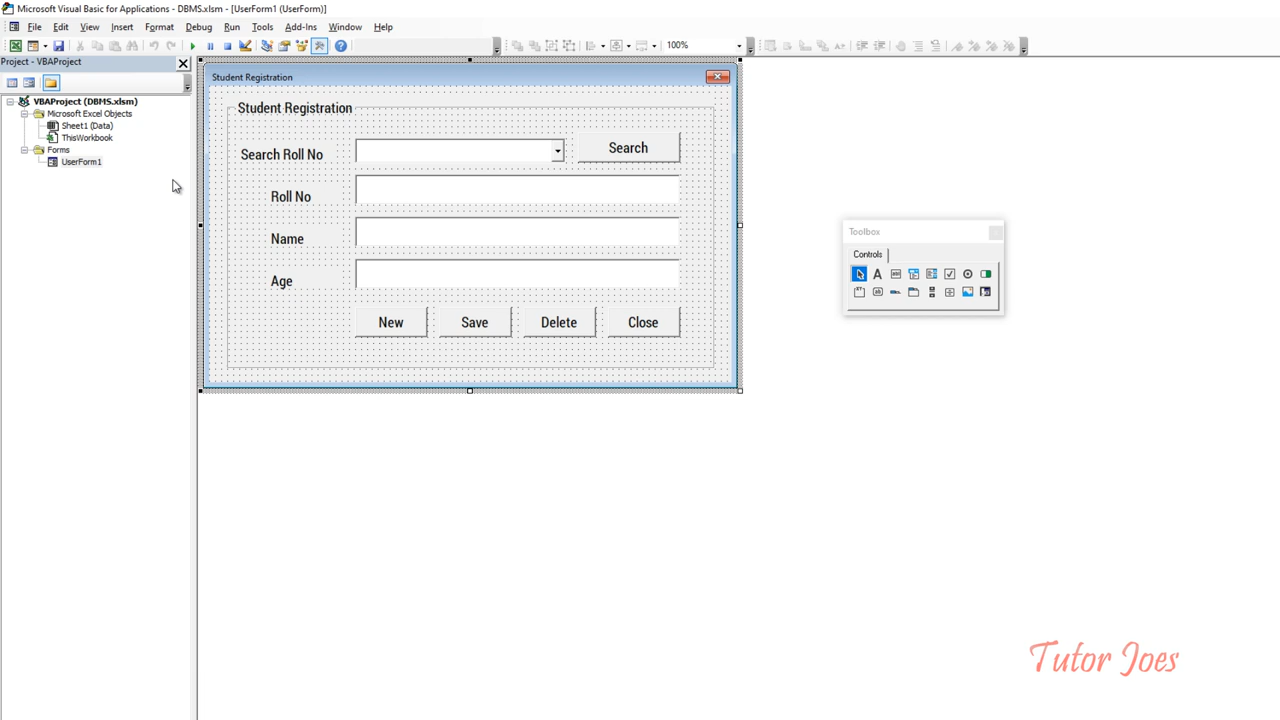 Microsoft Visual Basic for Applications - DBMS.xlsm - [UserForm1 (UserForm)]
File Edit View Insert Format Debug Run Tools Add-Ins Window Help
100%
Project - VBAProject
VBAProject (DBMS.xlsm)
Microsoft Excel Objects
Sheet1 (Data)
ThisWorkbook
Forms
UserForm1
Student Registration
Student Registration
Search Roll No
Search
Roll No
Name
Age
New Save Delete Close
Toolbox
Controls
Tutor Joes